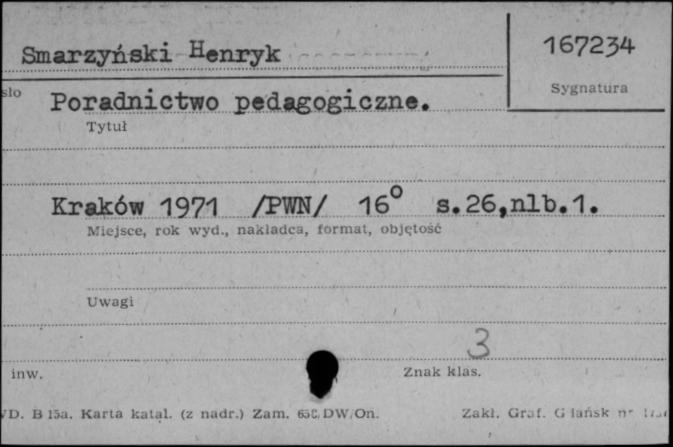 Smarzyński Henryk
167234
Sygnatura
sło
Poradnictwo pedagogiczne.
Tytuł
Kraków 1971 /PWN/ 16° s.26,nlb.1.
Miejsce, rok wyd., nakładca, format, objętość
Uwagi
3
inw.
Znak klas.
B 15a. Karta katal. (z nadr.) Zam. DW/On.
Zakł. Graf.